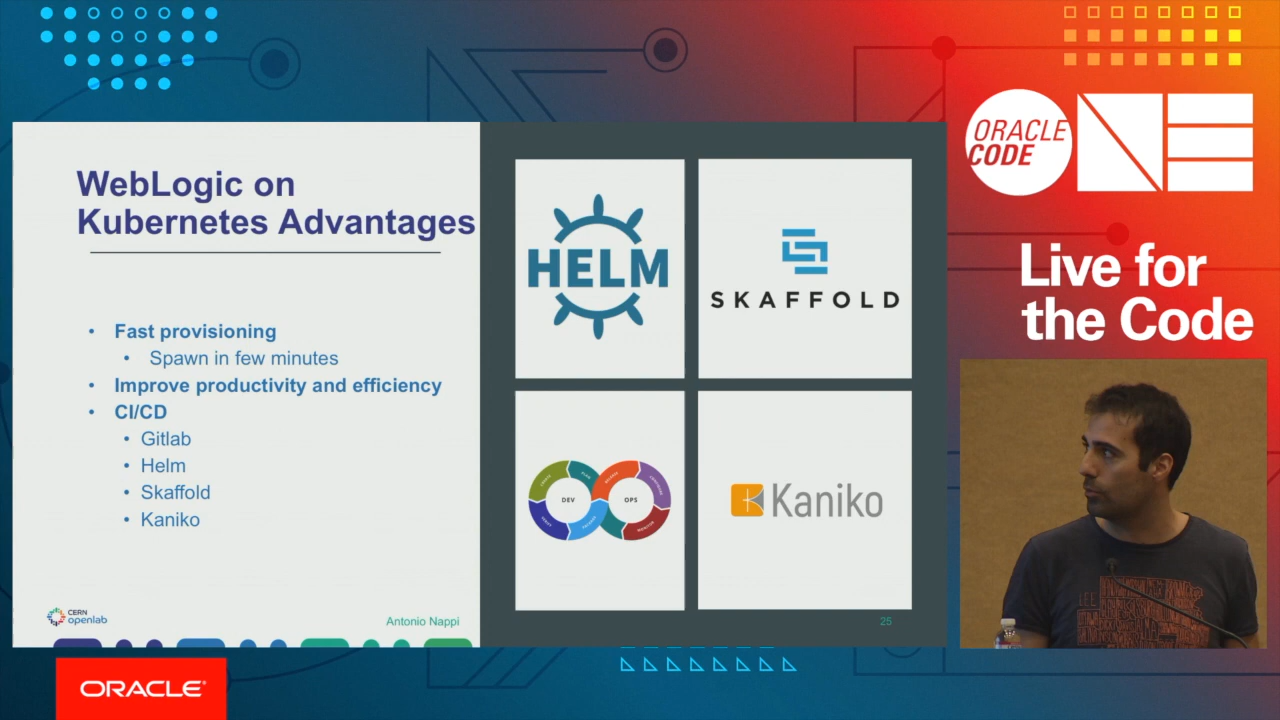 WebLogic on
Kubernetes Advantages
• Fast provisioning
• Spawn in few minutes
• Improve productivity and efficiency
• CI/CD
• Gitlab
• Helm
• Skaffold
• Kaniko
CERN
openlab
Antonio Nappi
HELM
SKAFFOLD
DEV
OPS
Kaniko
25
ORACLE
CODE
ONE
Live for
the Code
ORACLE